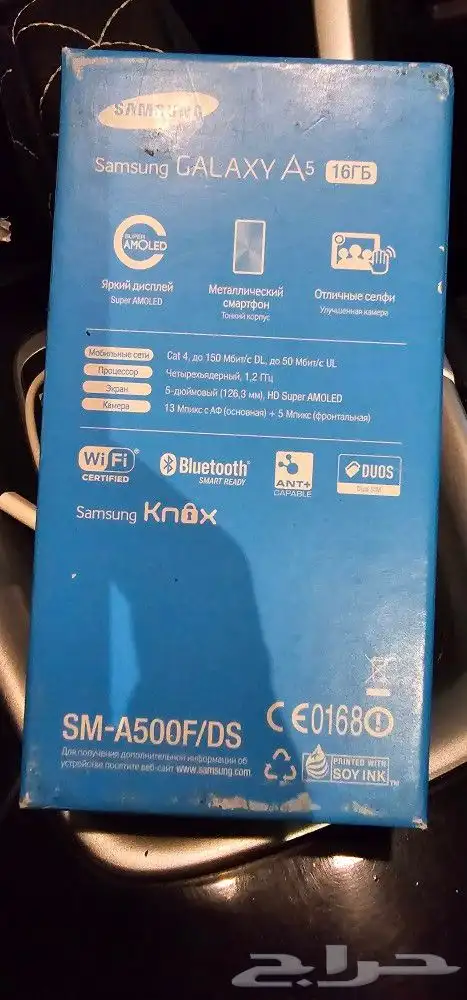 SAMSUNG
Samsung GALAXY A5 16ГБ
SUPER AMOLED
Яркий дисплей
Super AMOLED
Металлический смартфон
Тонкий корпус
Отличные селфи
Улучшенная камера
Мобильные сети Cat 4, до 150 Мбит/с DL, до 50 Мбит/с UL
Процессор Четырехъядерный, 1,2 ГГц
Экран 5-дюймовый (126,3 мм), HD Super AMOLED
Камера 13 Мпикс с АФ (основная) + 5 Мпикс (фронтальная)
Wi Fi CERTIFIED
Bluetooth SMART READY
ANT+ CAPABLE
DUOS
Dual SIM
Samsung Knox
SM-A500F/DS
CE0168
Для получения дополнительной информации об
устройстве посетите веб-сайт www.samsung.com
PRINTED WITH
SOY INK TM
حراج